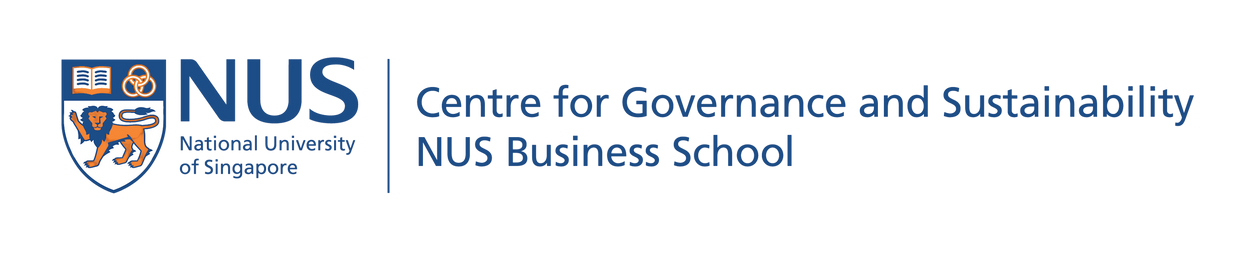 NUS
National University
of Singapore
Centre for Governance and Sustainability
NUS Business School